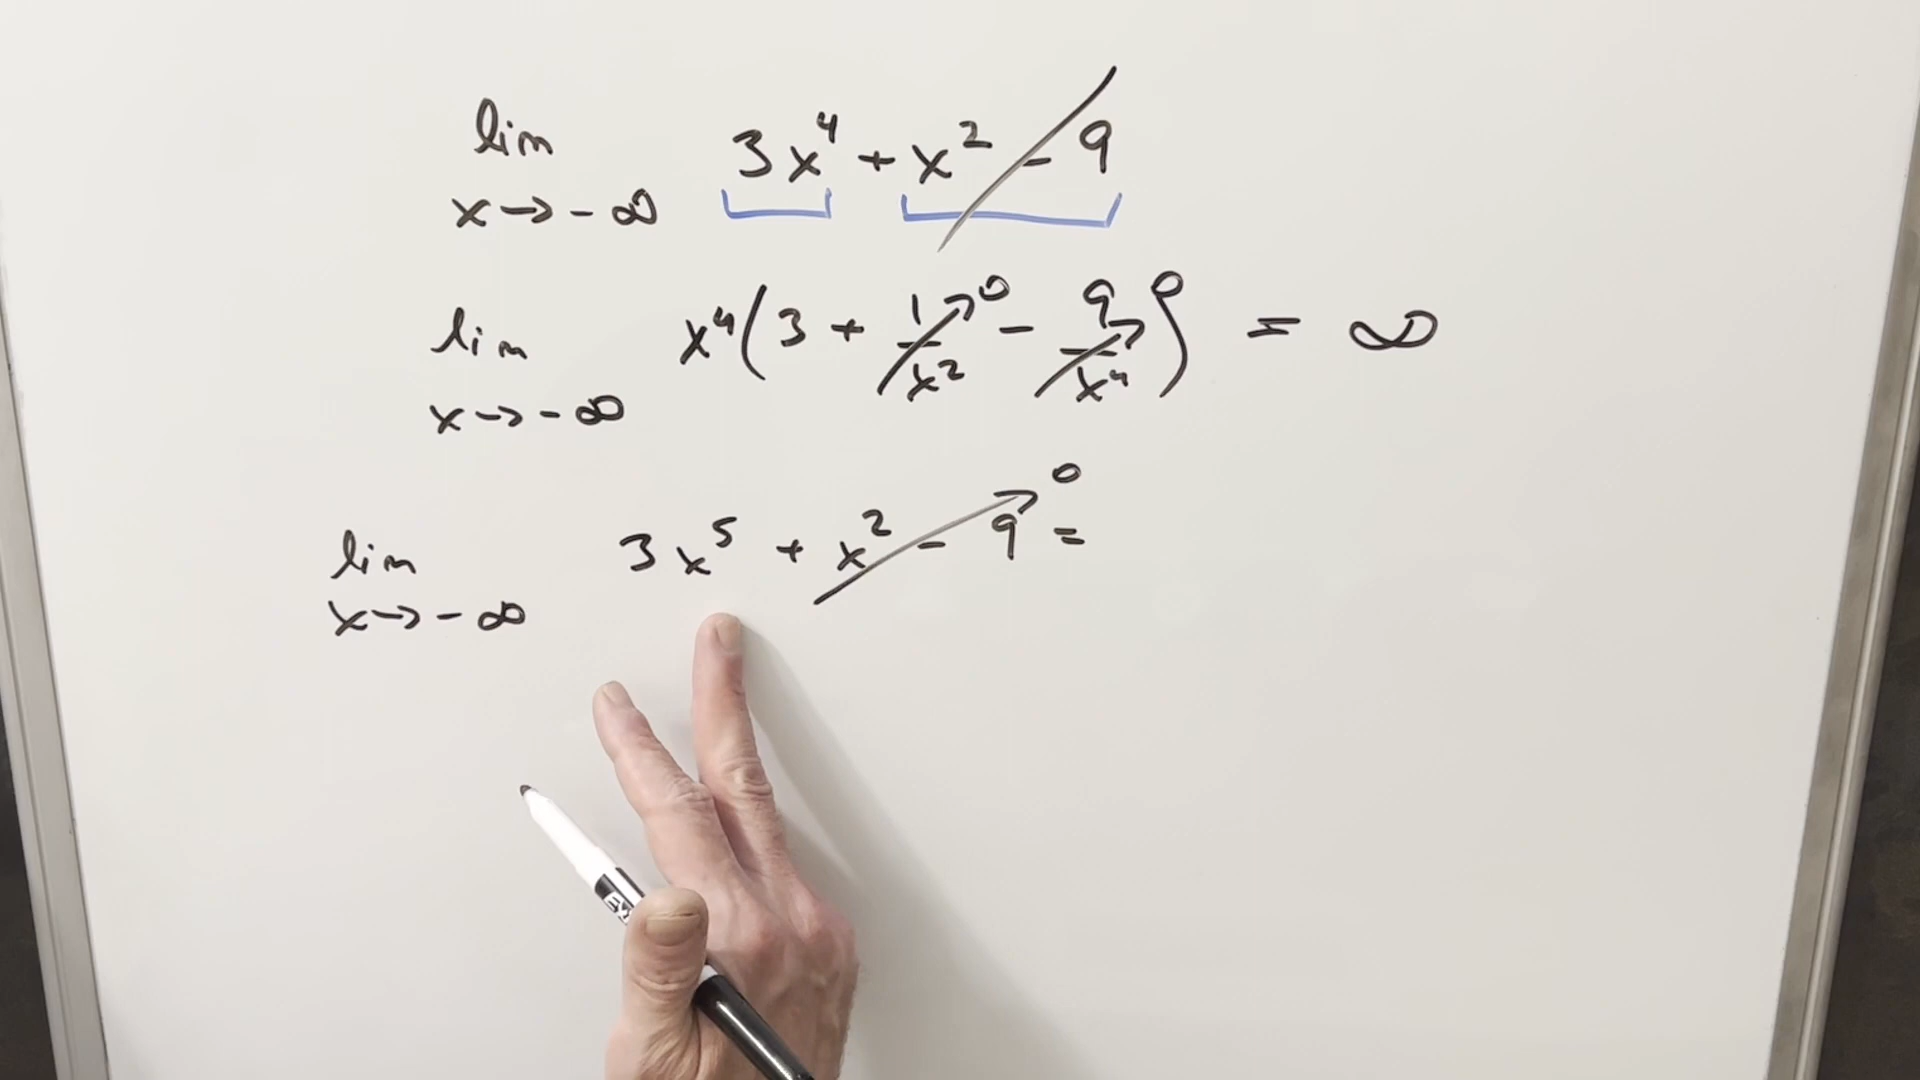 lim 3x⁴ + x² - 9
x → -∞
lim x⁴(3 + 1/x² ↗0 - 9/x⁴ ↗0) = ∞
x → -∞
lim 3x⁵ + x² - 9 ↗0 =
x → -∞